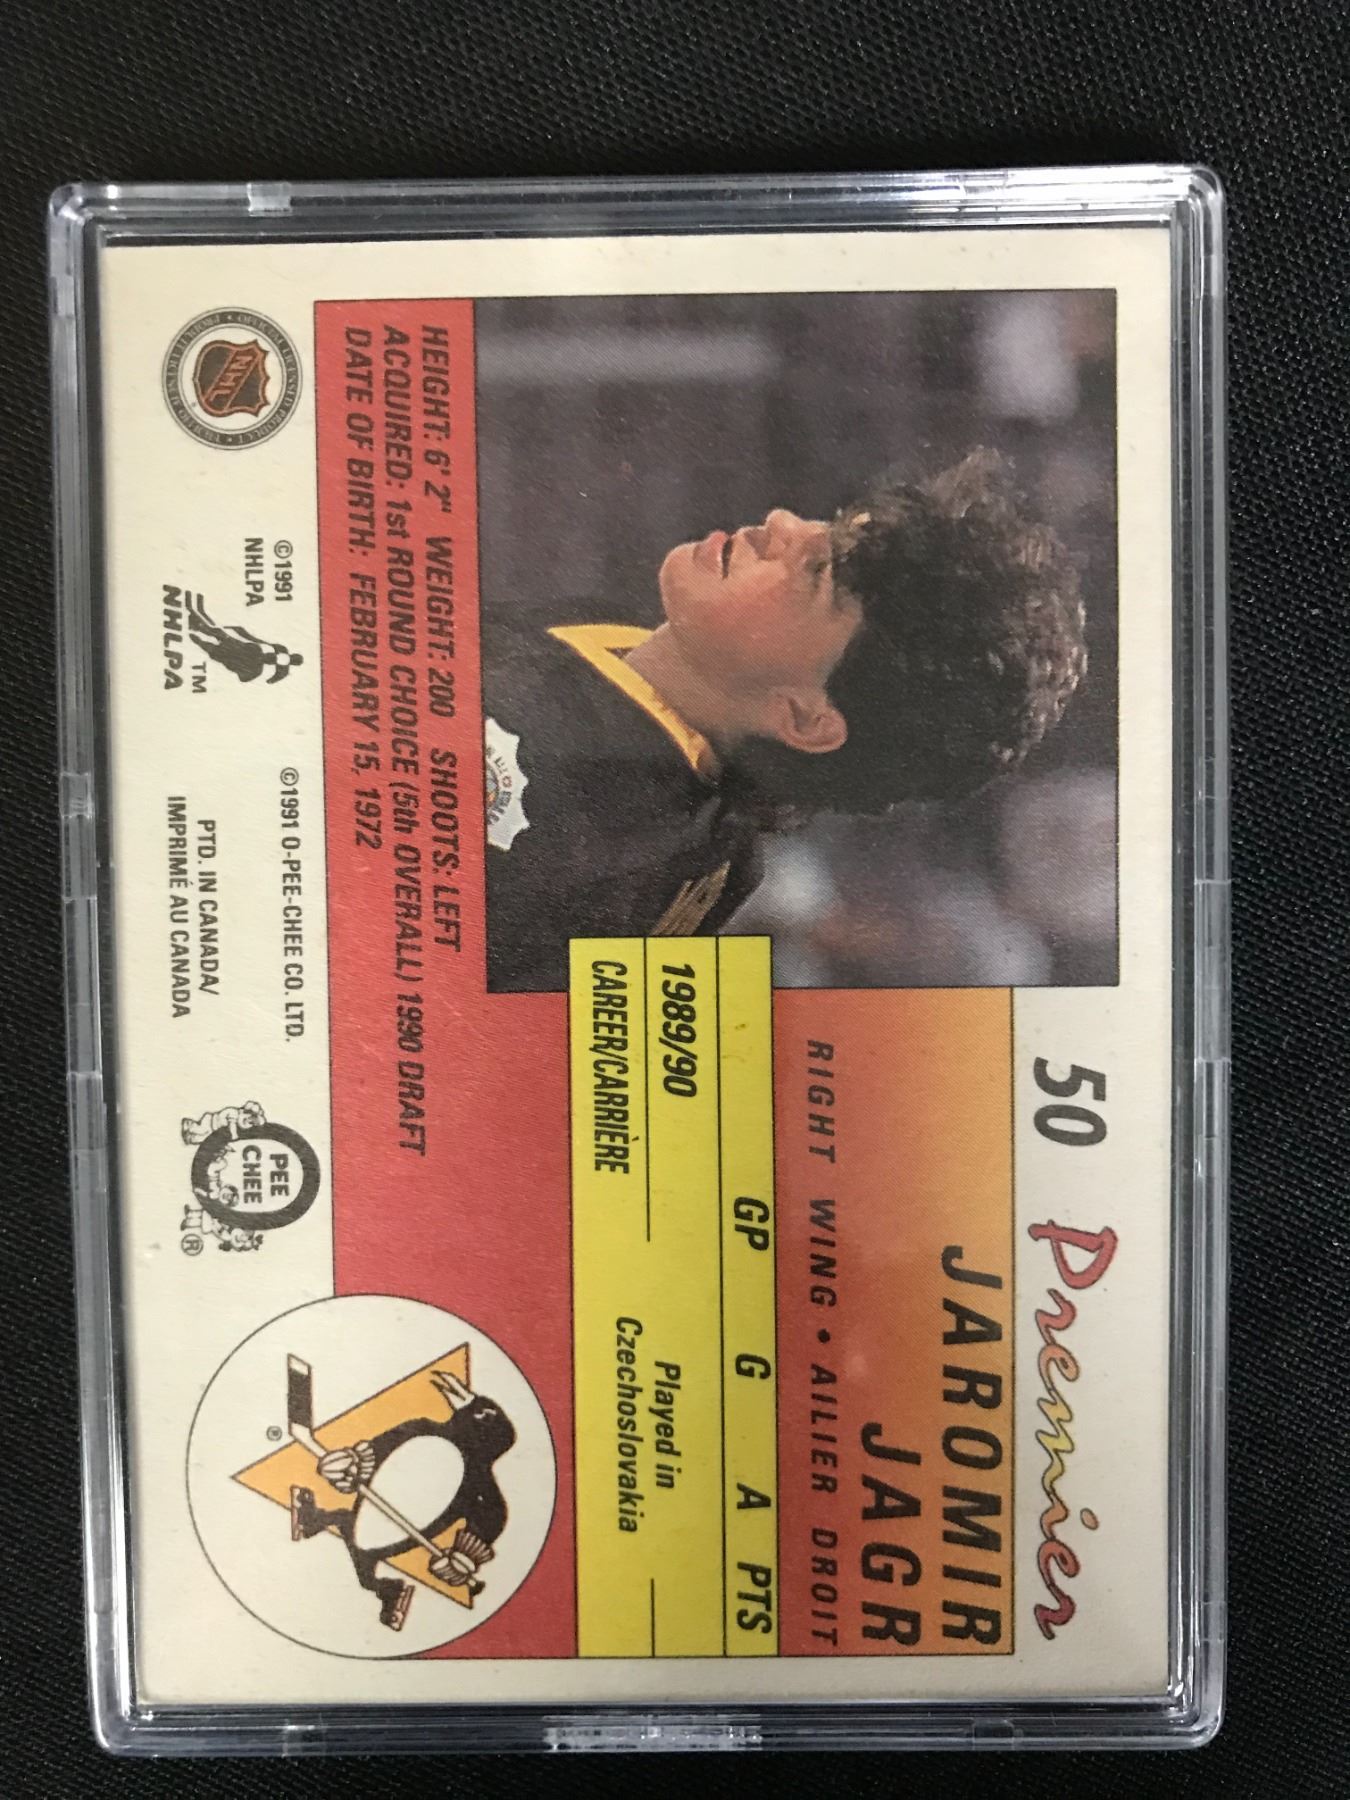 50 Premier
JAROMIR
JAGR
RIGHT WING • AILIER DROIT
GP G A PTS
1989/90 Played in
CAREER/CARRIÈRE Czechoslovakia
HEIGHT: 6' 2" WEIGHT: 200 SHOOTS: LEFT
ACQUIRED: 1st ROUND CHOICE (5th OVERALL) 1990 DRAFT
DATE OF BIRTH: FEBRUARY 15, 1972
NHL
©1991
NHLPA
NHLPA TM
©1991 O-PEE-CHEE CO. LTD.
PTD. IN CANADA/
IMPRIMÉ AU CANADA
O PEE
CHEE
®
®